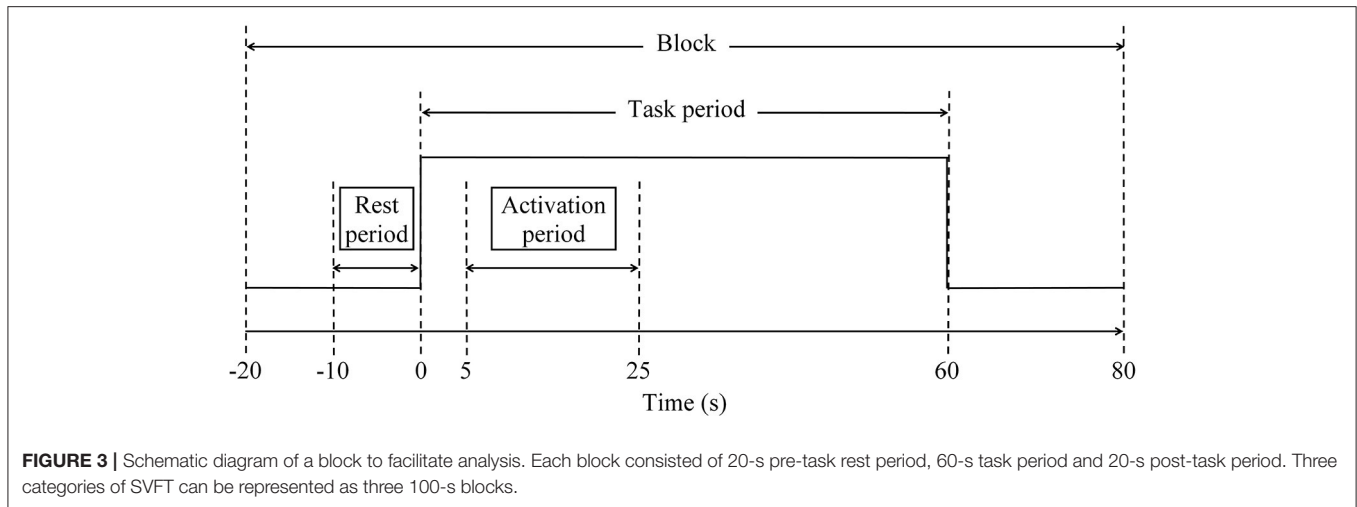 Block
Task period
Rest
period
Activation
period
-20 -10 0 5 25 60 80
Time (s)
FIGURE 3 | Schematic diagram of a block to facilitate analysis. Each block consisted of 20-s pre-task rest period, 60-s task period and 20-s post-task period. Three
categories of SVFT can be represented as three 100-s blocks.